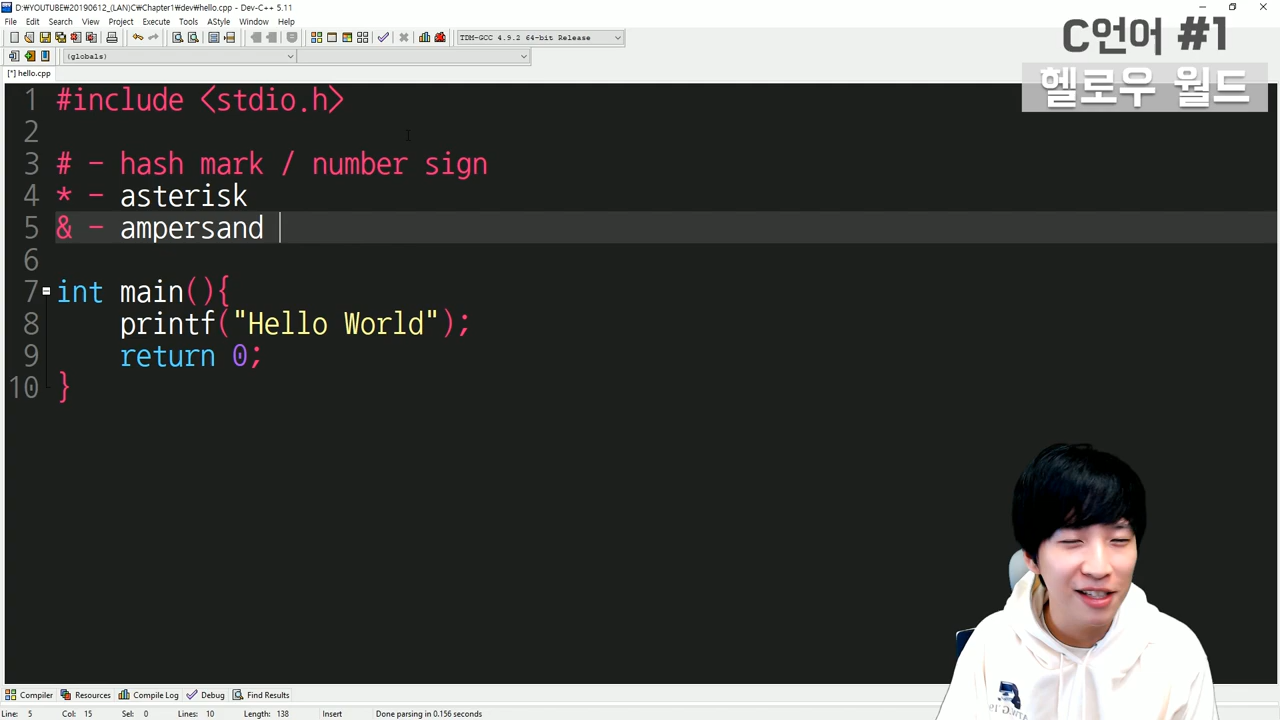 D:￦YOUTUBE￦20190612_(LAN)C￦Chapter1￦dev￦hello.cpp - Dev-C++ 5.11
File Edit Search View Project Execute Tools AStyle Window Help
TDM-GCC 4.9.2 64-bit Release
(globals)
[*] hello.cpp
C언어 #1
헬로우 월드
1 #include <stdio.h>
2
3 # - hash mark / number sign
4 * - asterisk
5 & - ampersand
6
7 int main(){
8 printf("Hello World");
9 return 0;
10 }
Compiler Resources Compile Log Debug Find Results
Line: 5 Col: 15 Sel: 0 Lines: 10 Length: 138 Insert Done parsing in 0.156 seconds